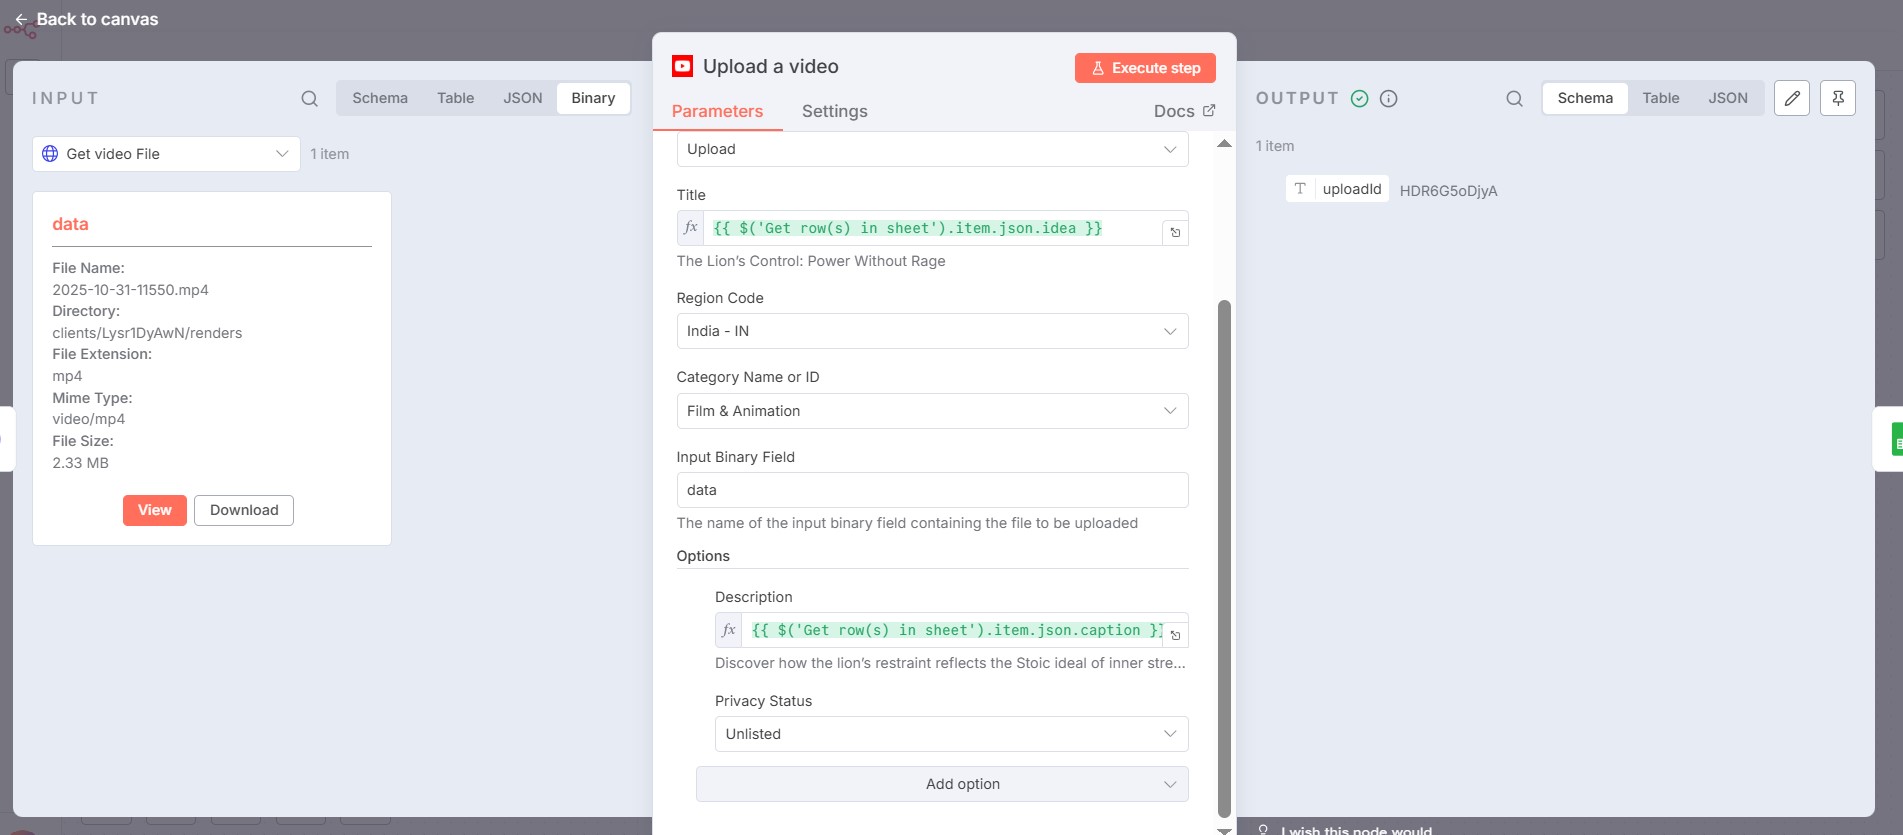 Back to canvas
INPUT
Schema
Table
JSON
Binary
Get video File
1 item
data
File Name:
2025-10-31-11550.mp4
Directory:
clients/Lysr1DyAwN/renders
File Extension:
mp4
Mime Type:
video/mp4
File Size:
2.33 MB
View
Download
Upload a video
Execute step
Parameters
Settings
Docs
Upload
Title
fx
{{ $('Get row(s) in sheet').item.json.idea }}
The Lion’s Control: Power Without Rage
Region Code
India - IN
Category Name or ID
Film & Animation
Input Binary Field
data
The name of the input binary field containing the file to be uploaded
Options
Description
fx
{{ $('Get row(s) in sheet').item.json.caption }}
Discover how the lion’s restraint reflects the Stoic ideal of inner stre...
Privacy Status
Unlisted
Add option
OUTPUT
Schema
Table
JSON
1 item
T uploadId HDR6G5oDjyA
I wish this node would